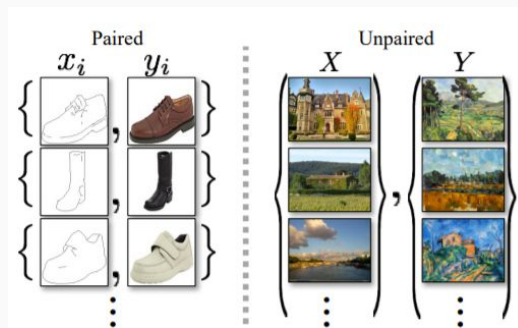 Paired
Unpaired
x_i
y_i
X
Y
{ , }
{ , }
{ , }
{ , }
⋮
⋮
⋮